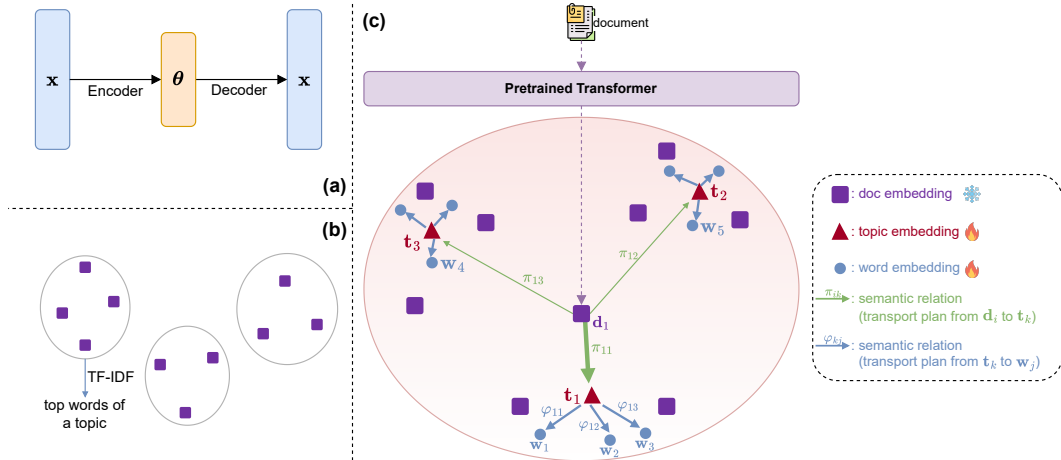 x
Encoder
θ
Decoder
x
(a)
(b)
TF-IDF
top words of
a topic
(c)
document
Pretrained Transformer
t₂
w₅
t₃
w₄
π₁₂
π₁₃
d₁
π₁₁
t₁
φ₁₁
φ₁₂
φ₁₃
w₁
w₂
w₃
: doc embedding
: topic embedding
: word embedding
πᵢₖ : semantic relation
(transport plan from dᵢ to tₖ)
φₖⱼ : semantic relation
(transport plan from tₖ to wⱼ)